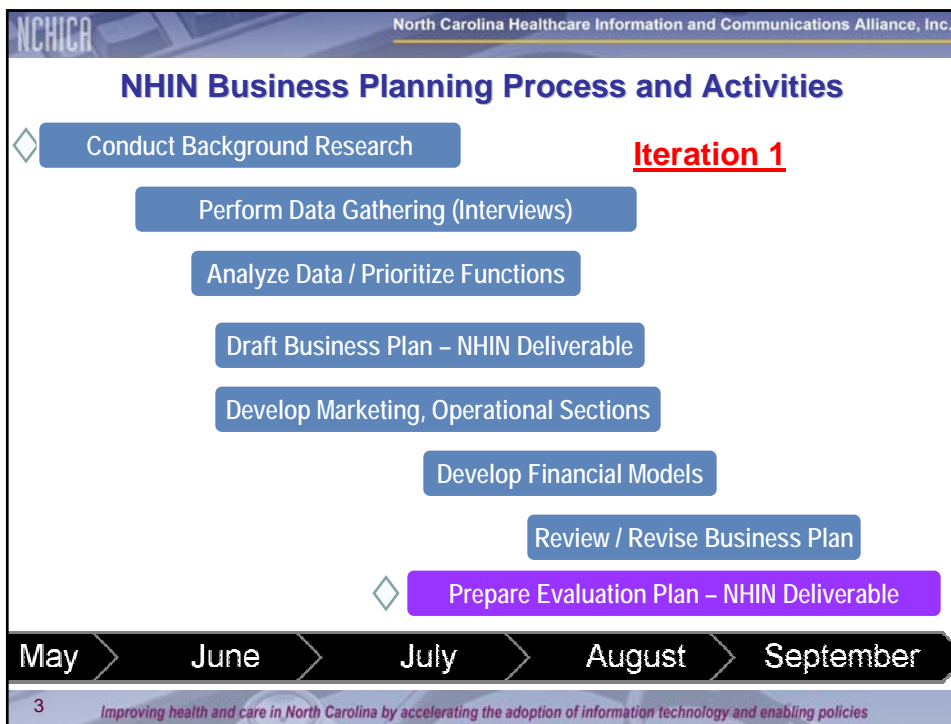 NCHICA
North Carolina Healthcare Information and Communications Alliance, Inc.
NHIN Business Planning Process and Activities
Conduct Background Research
Iteration 1
Perform Data Gathering (Interviews)
Analyze Data / Prioritize Functions
Draft Business Plan – NHIN Deliverable
Develop Marketing, Operational Sections
Develop Financial Models
Review / Revise Business Plan
Prepare Evaluation Plan – NHIN Deliverable
May June July August September
3
Improving health and care in North Carolina by accelerating the adoption of information technology and enabling policies